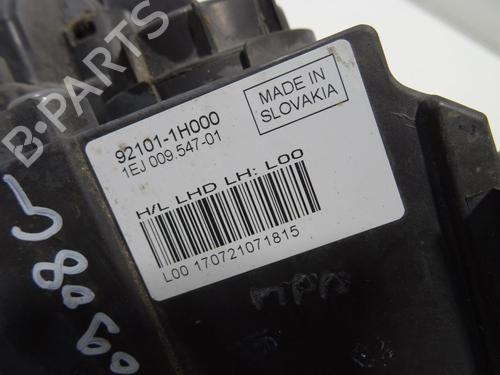 B-PARTS
92101-1H000
1EJ 009.547-01
MADE IN
SLOVAKIA
H/L LHD LH: L00
L00 170721071815